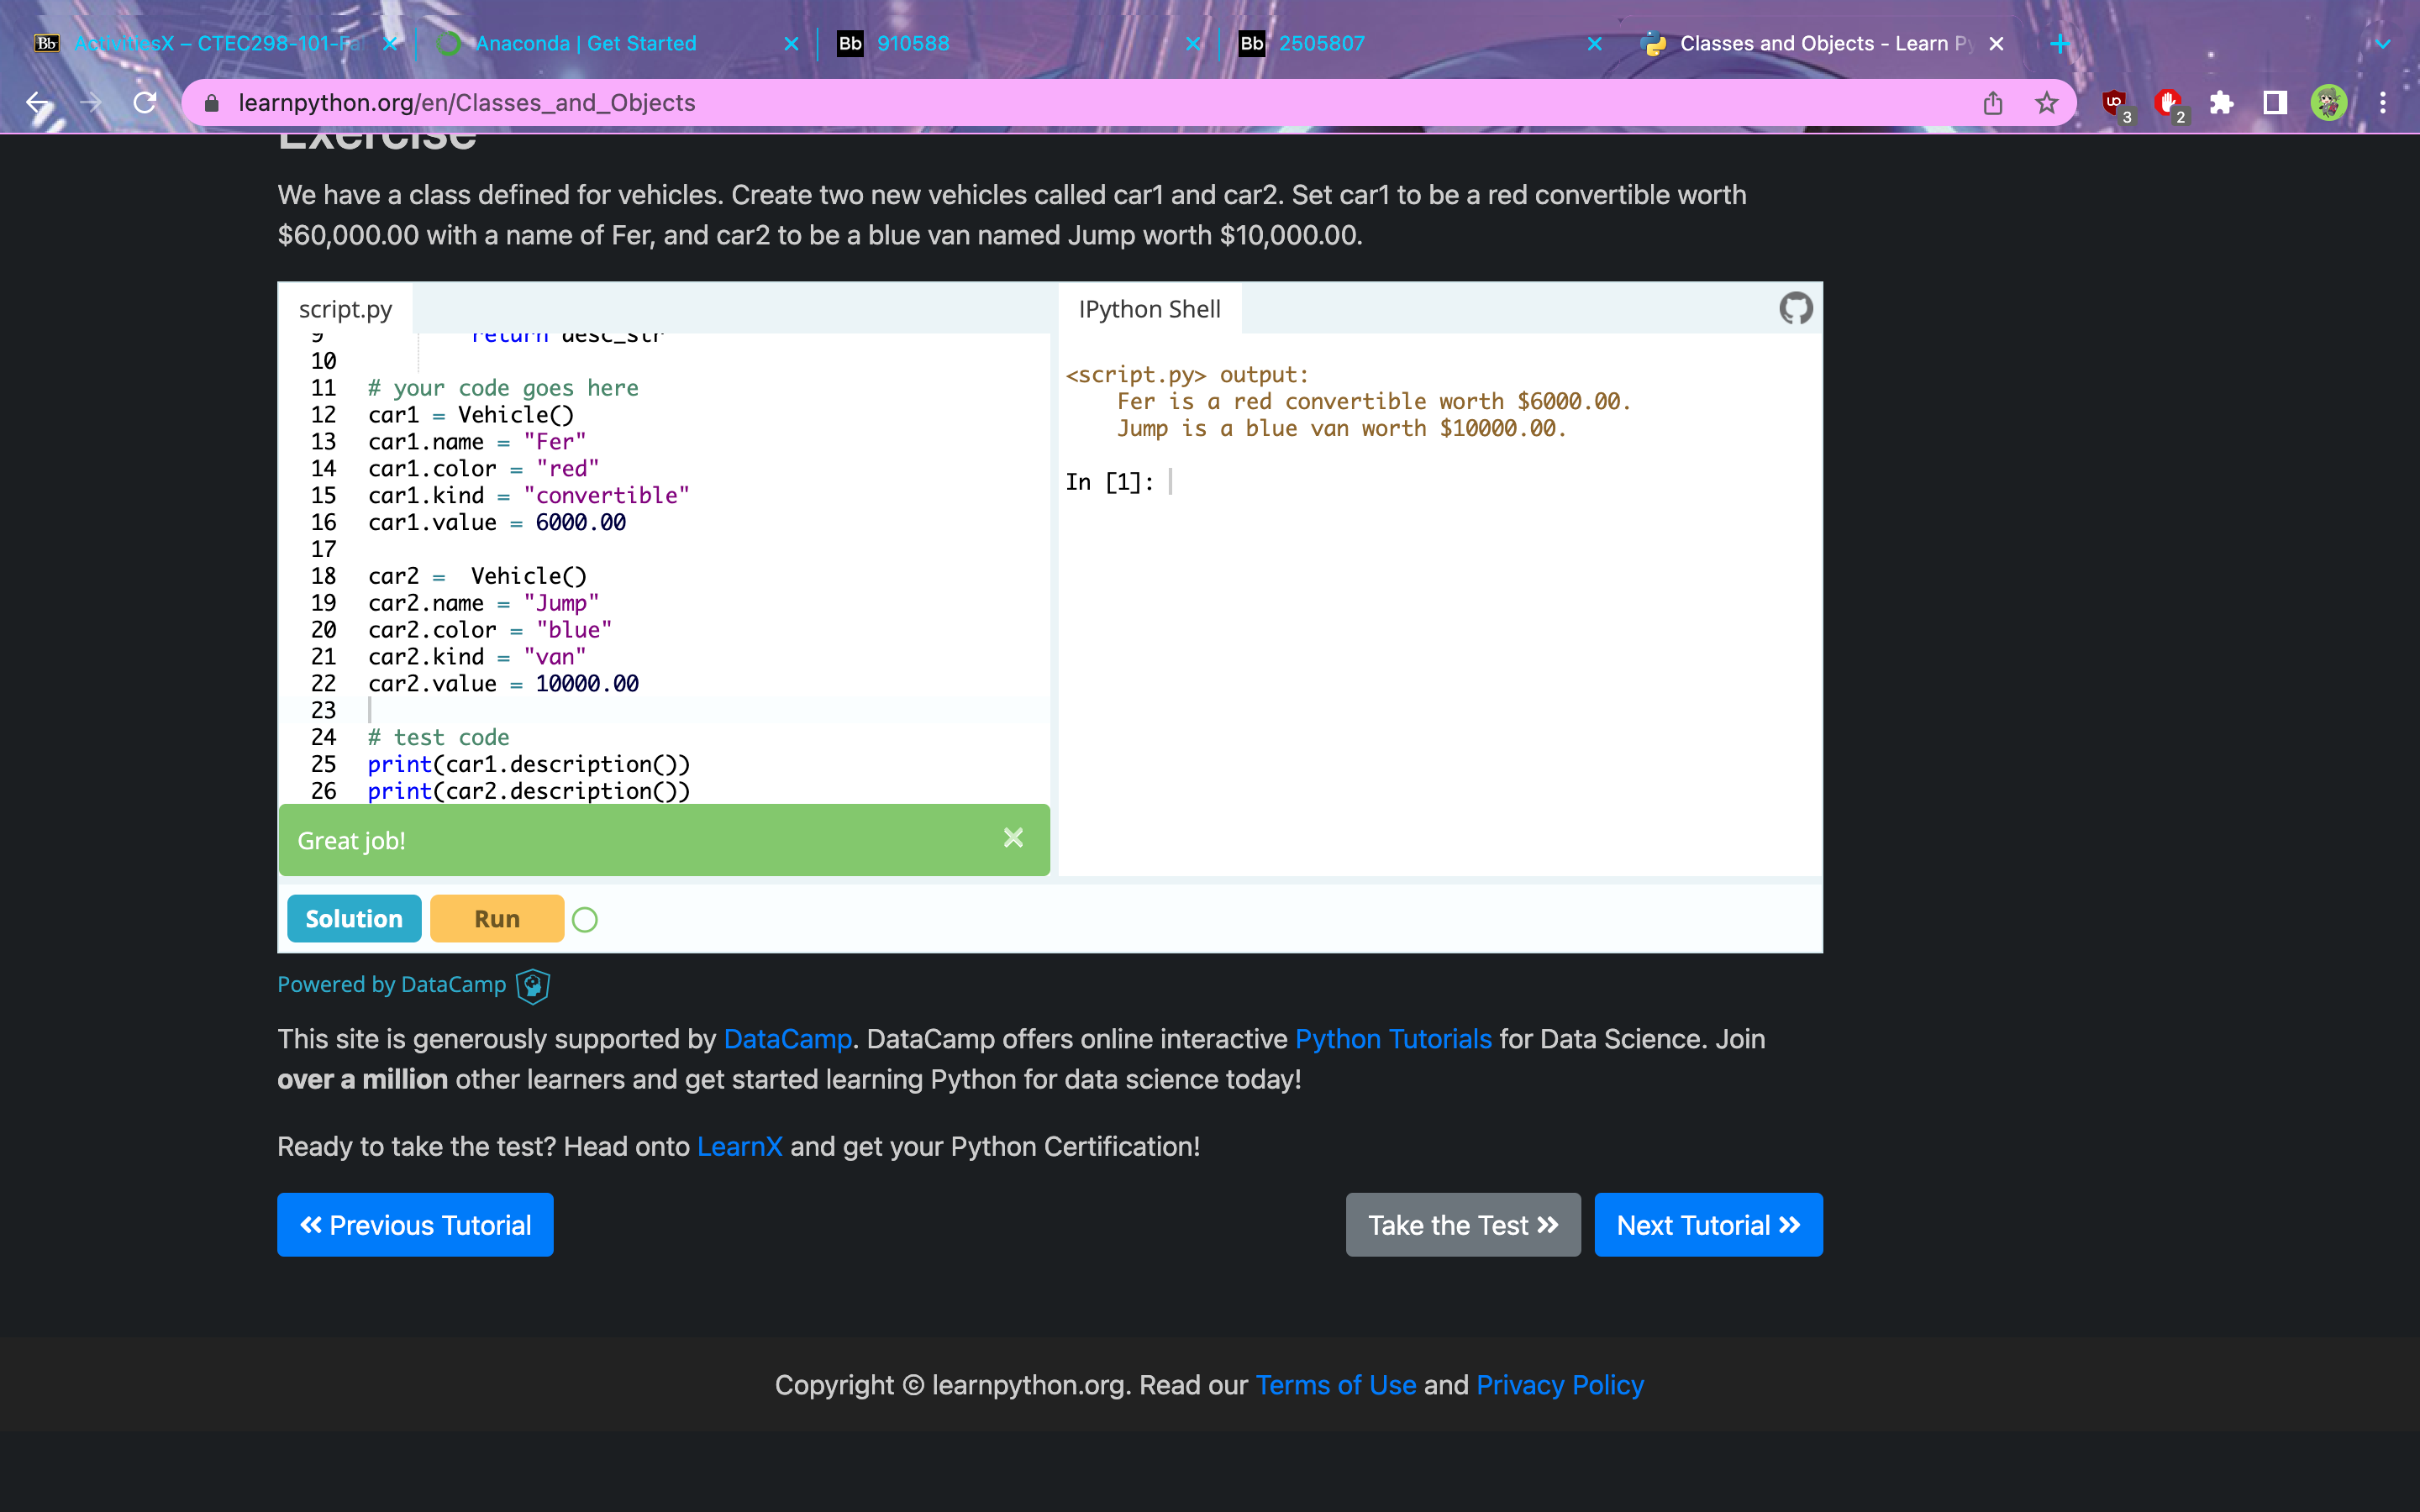 Bb ActivitiesX – CTEC298-101-Fa
Anaconda | Get Started
Bb 910588
Bb 2505807
Classes and Objects - Learn Py
learnpython.org/en/Classes_and_Objects
3
2
Exercise
We have a class defined for vehicles. Create two new vehicles called car1 and car2. Set car1 to be a red convertible worth
$60,000.00 with a name of Fer, and car2 to be a blue van named Jump worth $10,000.00.
script.py
9 return desc_str
10
11 # your code goes here
12 car1 = Vehicle()
13 car1.name = "Fer"
14 car1.color = "red"
15 car1.kind = "convertible"
16 car1.value = 6000.00
17
18 car2 =  Vehicle()
19 car2.name = "Jump"
20 car2.color = "blue"
21 car2.kind = "van"
22 car2.value = 10000.00
23
24 # test code
25 print(car1.description())
26 print(car2.description())
Great job!
IPython Shell
<script.py> output:
Fer is a red convertible worth $6000.00.
Jump is a blue van worth $10000.00.
In [1]:
Solution
Run
Powered by DataCamp
This site is generously supported by DataCamp. DataCamp offers online interactive Python Tutorials for Data Science. Join
over a million other learners and get started learning Python for data science today!
Ready to take the test? Head onto LearnX and get your Python Certification!
« Previous Tutorial
Take the Test »
Next Tutorial »
Copyright © learnpython.org. Read our Terms of Use and Privacy Policy